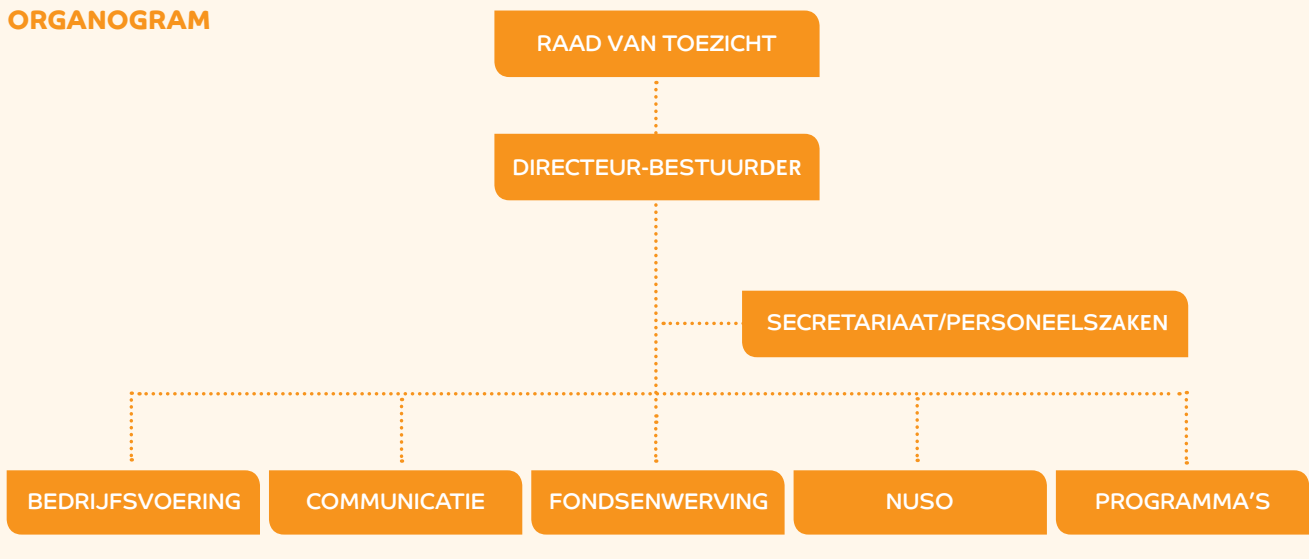 ORGANOGRAM
RAAD VAN TOEZICHT
DIRECTEUR-BESTUURDER
SECRETARIAAT/PERSONEELSZAKEN
BEDRIJFSVOERING
COMMUNICATIE
FONDSENWERVING
NUSO
PROGRAMMA’S